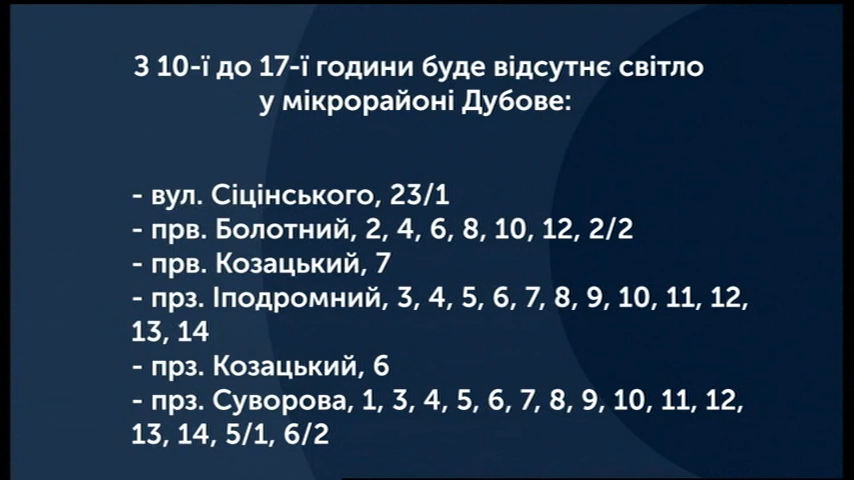 З 10-ї до 17-ї години буде відсутнє світло
у мікрорайоні Дубове:
- вул. Сіцінського, 23/1
- прв. Болотний, 2, 4, 6, 8, 10, 12, 2/2
- прв. Козацький, 7
- прз. Іподромний, 3, 4, 5, 6, 7, 8, 9, 10, 11, 12,
13, 14
- прз. Козацький, 6
- прз. Суворова, 1, 3, 4, 5, 6, 7, 8, 9, 10, 11, 12,
13, 14, 5/1, 6/2